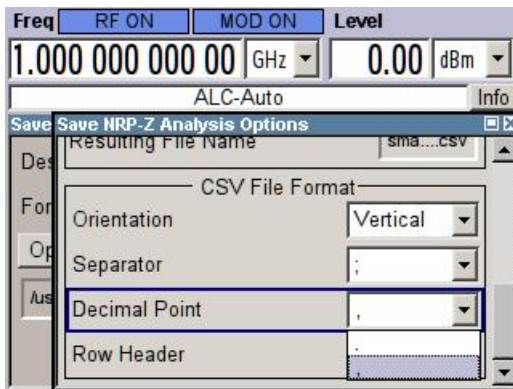 Freq RF ON MOD ON Level
1.000 000 000 00 GHz 0.00 dBm
ALC-Auto Info
Save Save NRP-Z Analysis Options
Resulting File Name sma....csv
Des
CSV File Format
For
Orientation Vertical
Op
Separator ;
/us
Decimal Point ,
.
Row Header ,